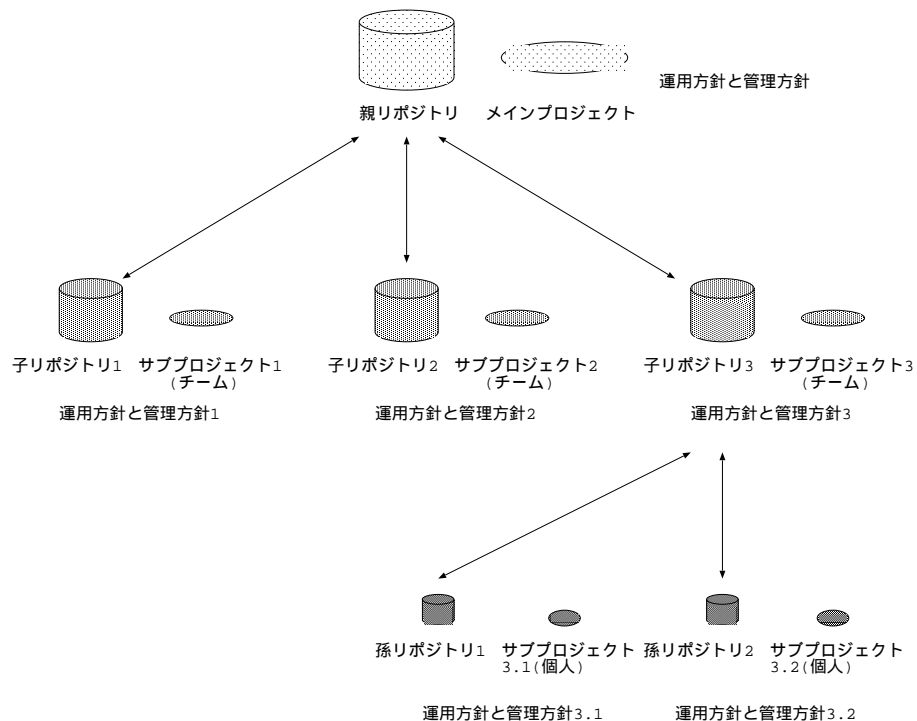 運用方針と管理方針
親リポジトリ メインプロジェクト
子リポジトリ1 サブプロジェクト1
(チーム)
運用方針と管理方針1
子リポジトリ2 サブプロジェクト2
(チーム)
運用方針と管理方針2
子リポジトリ3 サブプロジェクト3
(チーム)
運用方針と管理方針3
孫リポジトリ1 サブプロジェクト
3.1(個人)
運用方針と管理方針3.1
孫リポジトリ2 サブプロジェクト
3.2(個人)
運用方針と管理方針3.2